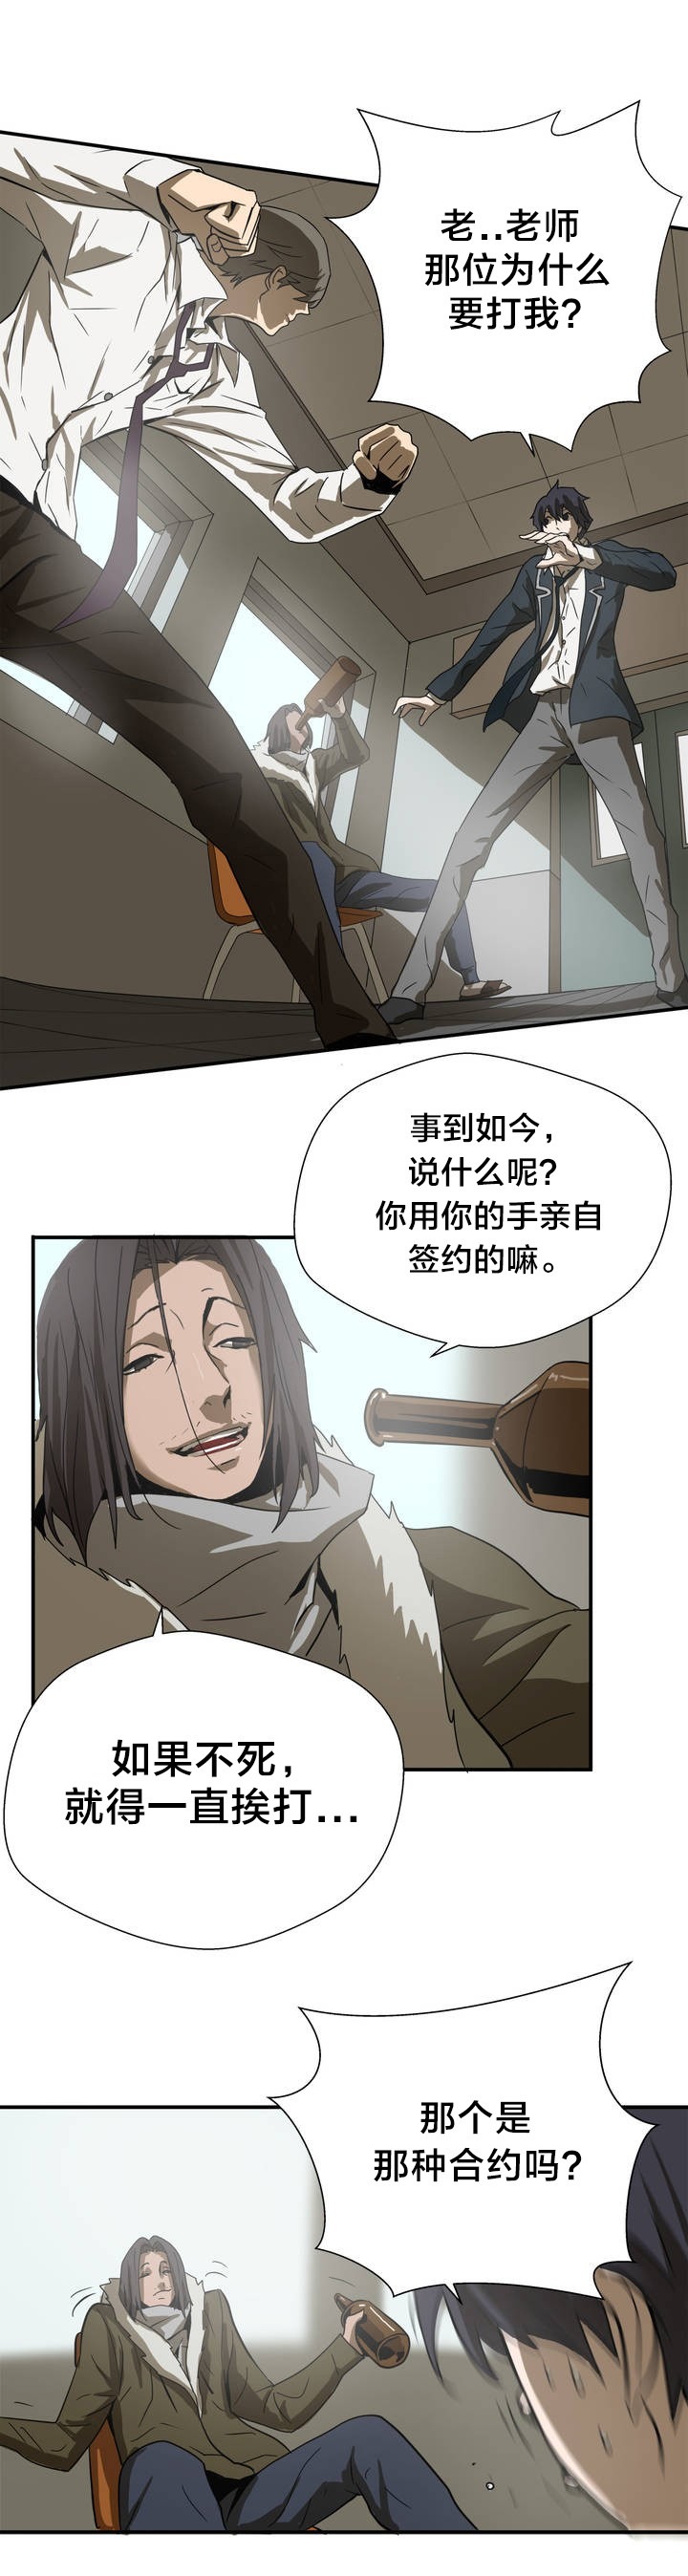 老..老师
那位为什么
要打我？
事到如今，
说什么呢？
你用你的手亲自
签约的嘛。
如果不死，
就得一直挨打...
那个是
那种合约吗？